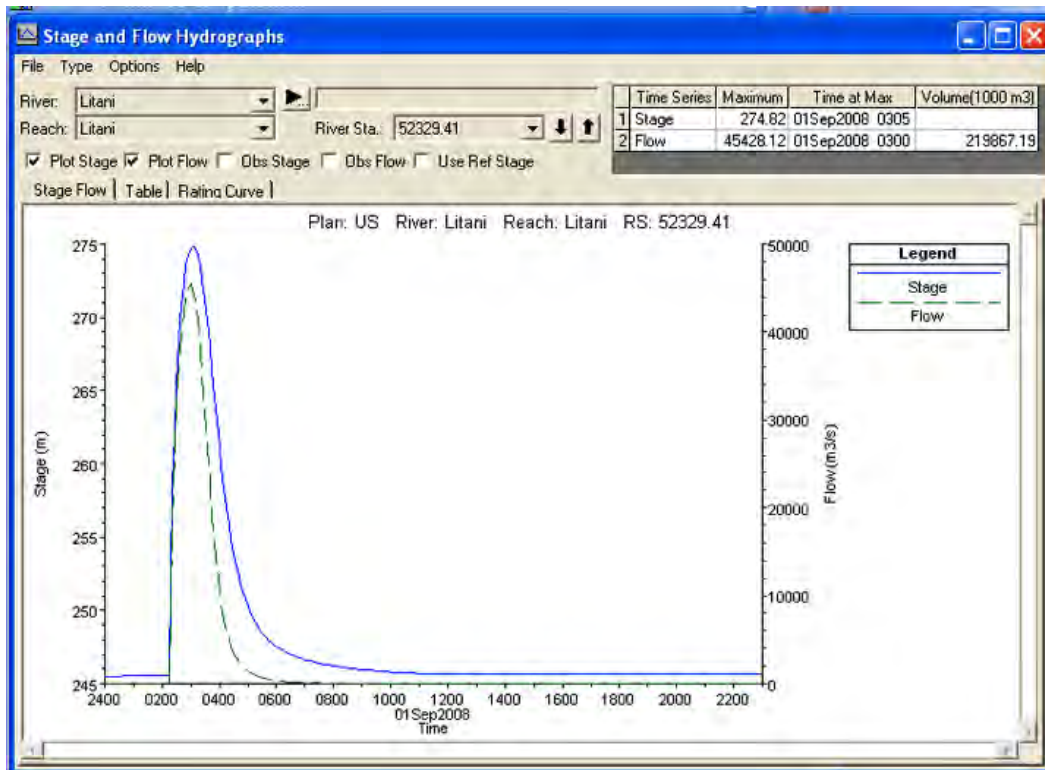 Stage and Flow Hydrographs
File Type Options Help
River: Litani
Reach: Litani River Sta.: 52329.41
Plot Stage Plot Flow Obs Stage Obs Flow Use Ref Stage
Time Series Maximum Time at Max Volume(1000 m3)
1 Stage 274.82 01Sep2008 0305
2 Flow 45428.12 01Sep2008 0300 219867.19
Stage Flow Table Rating Curve
Plan: US River: Litani Reach: Litani RS: 52329.41
275
270
265
260
255
250
245
Stage (m)
50000
40000
30000
20000
10000
0
Flow (m3/s)
2400 0200 0400 0600 0800 1000 1200 1400 1600 1800 2000 2200
01Sep2008
Time
Legend
Stage
Flow